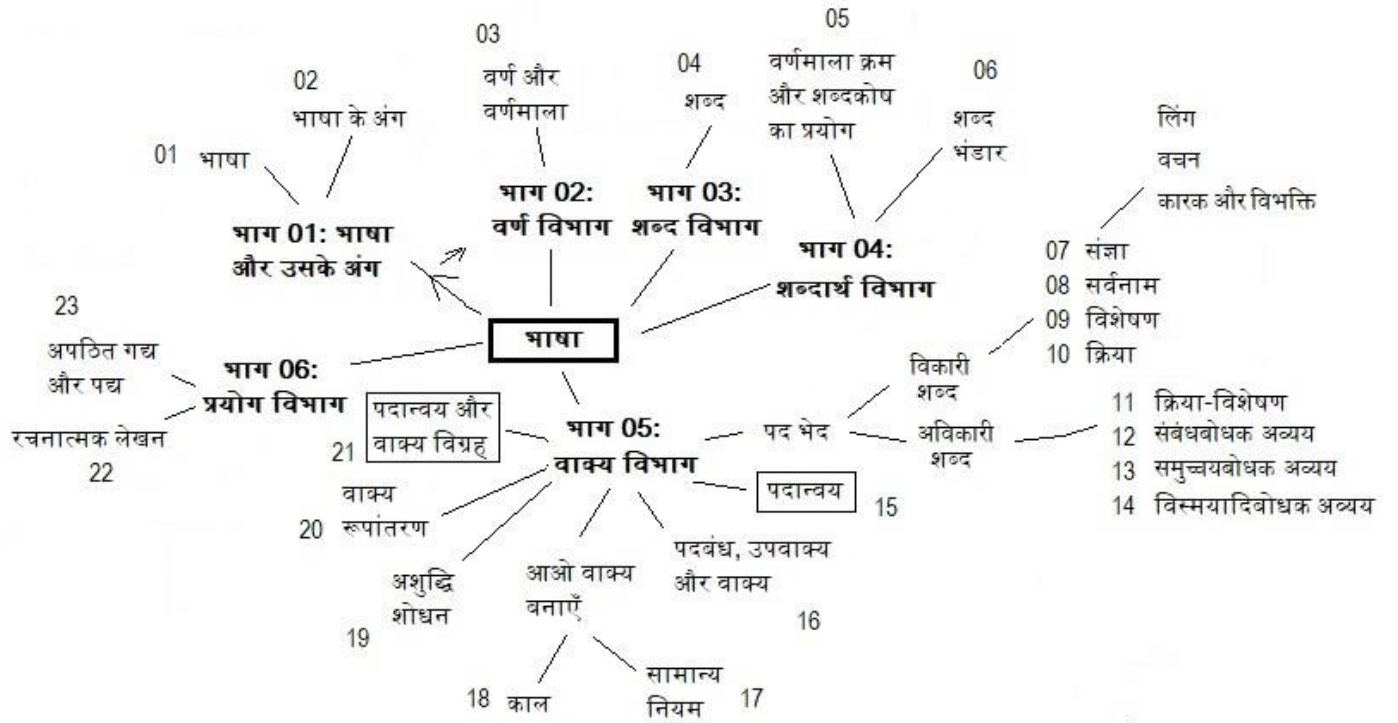 01 भाषा
02
भाषा के अंग
भाग 01: भाषा
और उसके अंग
03
वर्ण और
वर्णमाला
भाग 02:
वर्ण विभाग
04
शब्द
भाग 03:
शब्द विभाग
05
वर्णमाला क्रम
और शब्दकोष
का प्रयोग
06
शब्द
भंडार
भाग 04:
शब्दार्थ विभाग
भाषा
लिंग
वचन
कारक और विभक्ति
07 संज्ञा
08 सर्वनाम
09 विशेषण
10 क्रिया
विकारी
शब्द
पद भेद
अविकारी
शब्द
11 क्रिया-विशेषण
12 संबंधबोधक अव्यय
13 समुच्चयबोधक अव्यय
14 विस्मयादिबोधक अव्यय
भाग 05:
वाक्य विभाग
पदान्वय
15
पदबंध, उपवाक्य
और वाक्य
16
आओ वाक्य
बनाएँ
सामान्य
नियम
17
18 काल
अशुद्धि
शोधन
19
वाक्य
20 रूपांतरण
पदान्वय और
वाक्य विग्रह
21
भाग 06:
प्रयोग विभाग
23
अपठित गद्य
और पद्य
रचनात्मक लेखन
22